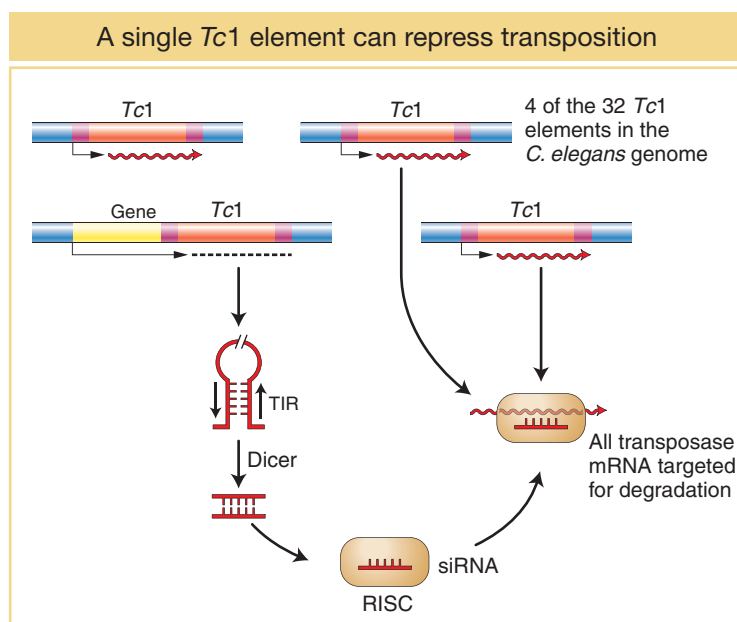 A single Tc1 element can repress transposition
Tc1
Tc1
4 of the 32 Tc1
elements in the
C. elegans genome
Gene
Tc1
Tc1
TIR
Dicer
All transposase
mRNA targeted
for degradation
siRNA
RISC